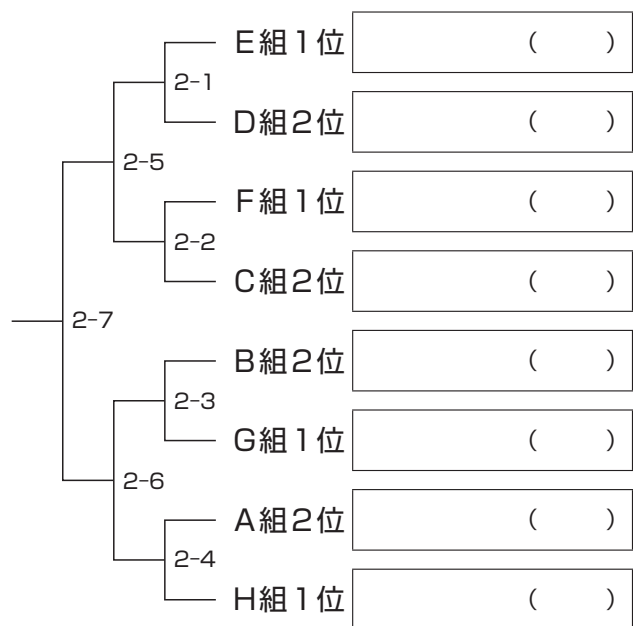 E組1位 (　　)
2-1
D組2位 (　　)
2-5
F組1位 (　　)
2-2
C組2位 (　　)
2-7
B組2位 (　　)
2-3
G組1位 (　　)
2-6
A組2位 (　　)
2-4
H組1位 (　　)